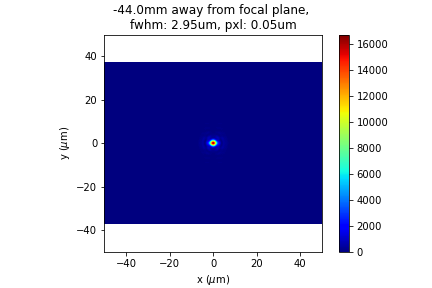 -44.0mm away from focal plane,
fwhm: 2.95um, pxl: 0.05um
40
20
0
−20
−40
y (μm)
−40 −20 0 20 40
x (μm)
16000
14000
12000
10000
8000
6000
4000
2000
0